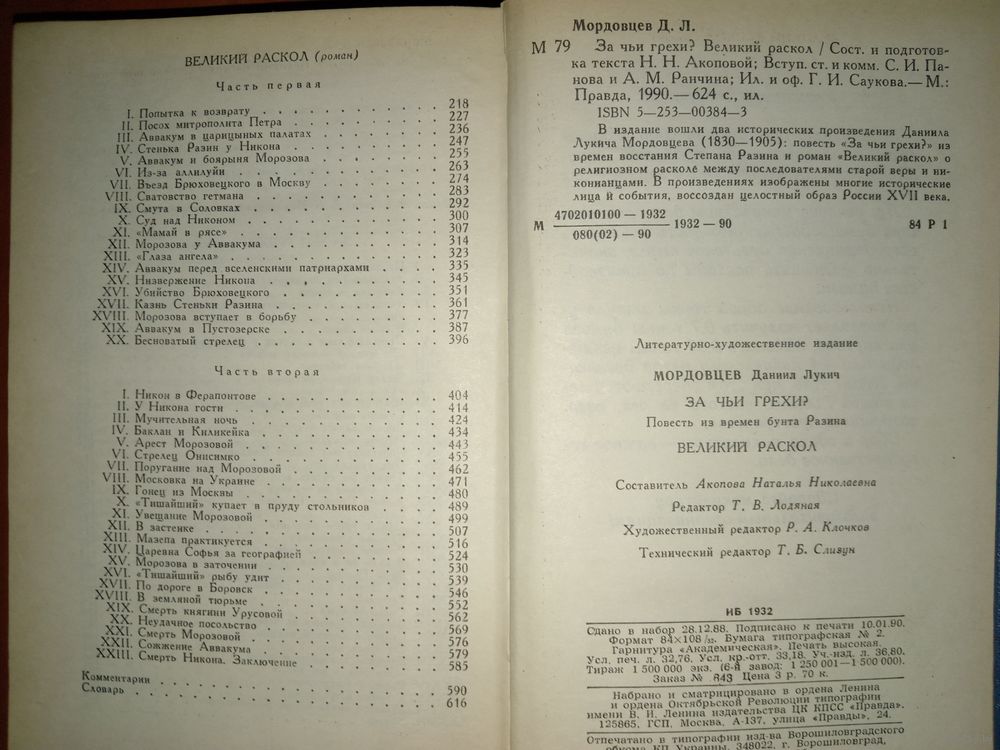 ВЕЛИКИЙ РАСКОЛ (роман)
Часть первая
I. Попытка к возврату 218
II. Посох митрополита Петра 227
III. Аввакум в царицыных палатах 236
IV. Стенька Разин у Никона 247
V. Аввакум и боярыня Морозова 255
VI. Из-за аллилуйи 263
VII. Въезд Брюховецкого в Москву 274
VIII. Сватовство гетмана 283
IX. Смута в Соловках 292
X. Суд над Никоном 300
XI. «Мамай в рясе» 307
XII. Морозова у Аввакума 314
XIII. «Глаза ангела» 323
XIV. Аввакум перед вселенскими патриархами 335
XV. Низвержение Никона 345
XVI. Убийство Брюховецкого 351
XVII. Казнь Стеньки Разина 361
XVIII. Морозова вступает в борьбу 377
XIX. Аввакум в Пустозерске 387
XX. Бесноватый стрелец 396
Часть вторая
I. Никон в Ферапонтове 404
II. У Никона гости 414
III. Мучительная ночь 424
IV. Баклан и Киликейка 434
V. Арест Морозовой 443
VI. Стрелец Онисимко 455
VII. Поругание над Морозовой 462
VIII. Московка на Украине 471
IX. Гонец из Москвы 480
X. «Тишайший» купает в пруду стольников 489
XI. Увещание Морозовой 499
XII. В застенке 507
XIII. Мазепа практикуется 516
XIV. Царевна Софья за географией 524
XV. Морозова в заточении 530
XVI. «Тишайший» рыбу удит 539
XVII. По дороге в Боровск 546
XVIII. В земляной тюрьме 552
XIX. Смерть княгини Урусовой 562
XX. Неудачное посольство 569
XXI. Смерть Морозовой 576
XXII. Сожжение Аввакума 579
XXIII. Смерть Никона. Заключение 585
Комментарии 590
Словарь 616
Мордовцев Д. Л.
М 79 За чьи грехи? Великий раскол / Сост. и подготов-
ка текста Н. Н. Акоповой; Вступ. ст. и комм. С. И. Па-
нова и А. М. Ранчина; Ил. и оф. Г. И. Саукова.— М.:
Правда, 1990.— 624 с., ил.
ISBN 5—253—00384—3
В издание вошли два исторических произведения Даниила
Лукича Мордовцева (1830—1905): повесть «За чьи грехи?» из
времен восстания Степана Разина и роман «Великий раскол» о
религиозном расколе между последователями старой веры и ни-
конианцами. В произведениях изображены многие исторические
лица и события, воссоздан целостный образ России XVII века.
М 4702010100 — 1932
080(02) — 90
1932 — 90 84 Р 1
Литературно-художественное издание
МОРДОВЦЕВ Даниил Лукич
ЗА ЧЬИ ГРЕХИ?
Повесть из времен бунта Разина
ВЕЛИКИЙ РАСКОЛ
Составитель Акопова Наталья Николаевна
Редактор Т. В. Лодяная
Художественный редактор Р. А. Клочков
Технический редактор Т. Б. Слизун
ИБ 1932
Сдано в набор 28.12.88. Подписано к печати 10.01.90.
Формат 84×108 1/32. Бумага типографская № 2.
Гарнитура «Академическая». Печать высокая.
Усл. печ. л. 32,76. Усл. кр.-отт. 33,18. Уч.-изд. л. 36,80.
Тираж 1 500 000 экз. (6-й завод: 1 250 001—1 500 000).
Заказ № 843 Цена 3 р. 70 к.
Набрано и сматрицировано в ордена Ленина
и ордена Октябрьской Революции типографии
имени В. И. Ленина издательства ЦК КПСС «Правда».
125865, ГСП, Москва, А-137, улица «Правды», 24.
Отпечатано в типографии изд-ва Ворошиловградского
обкома КП Украины, 348022, г. Ворошиловград,